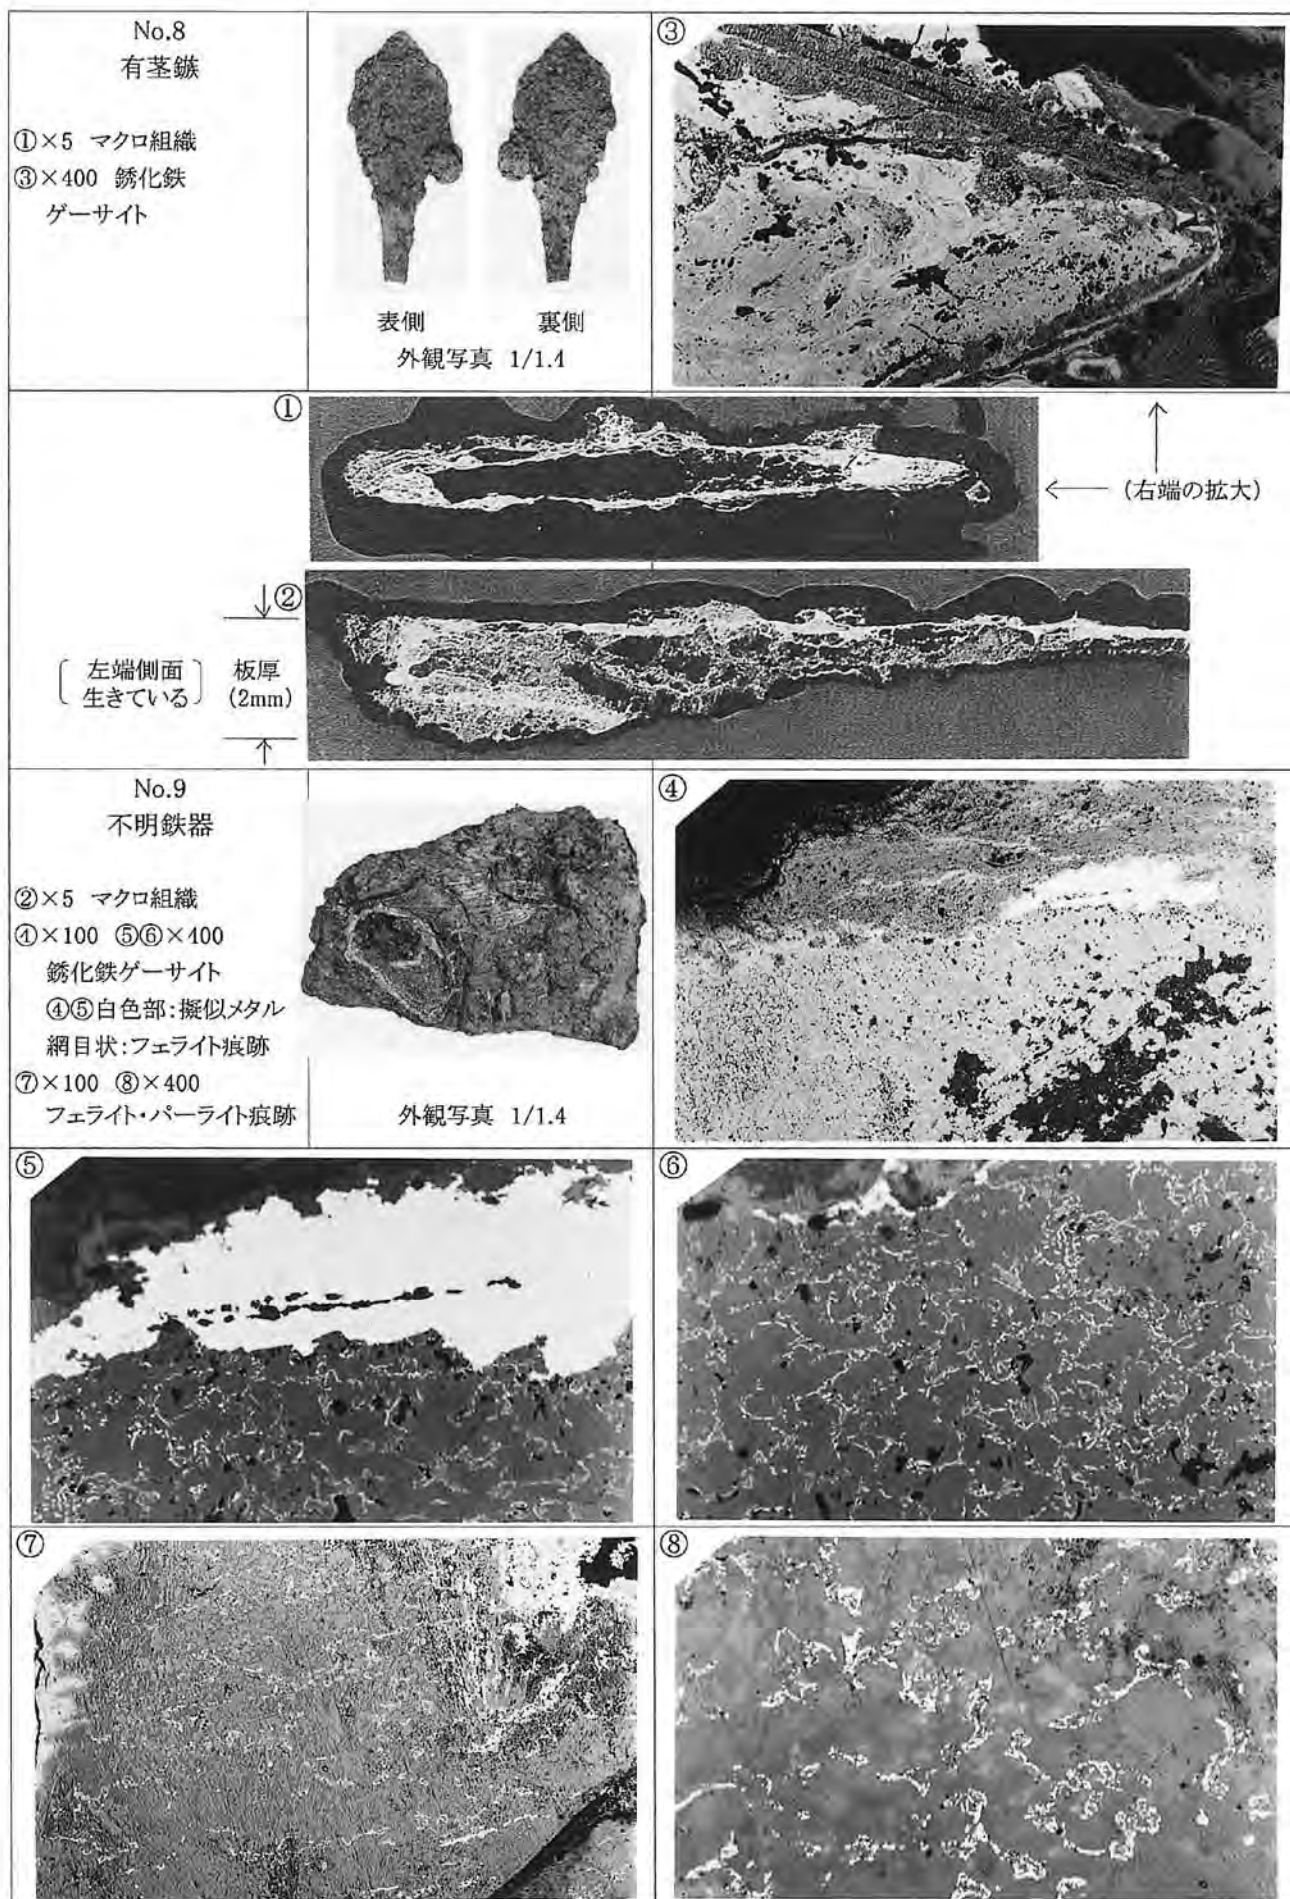 No.8
有茎鏃
①×5 マクロ組織
③×400 銹化鉄
ゲーサイト
表側 裏側
外観写真 1/1.4
③
①
(右端の拡大)
②
左端側面
生きている
板厚
(2mm)
No.9
不明鉄器
②×5 マクロ組織
④×100 ⑤⑥×400
銹化鉄ゲーサイト
④⑤白色部:擬似メタル
網目状:フェライト痕跡
⑦×100 ⑧×400
フェライト・パーライト痕跡
外観写真 1/1.4
④
⑤
⑥
⑦
⑧